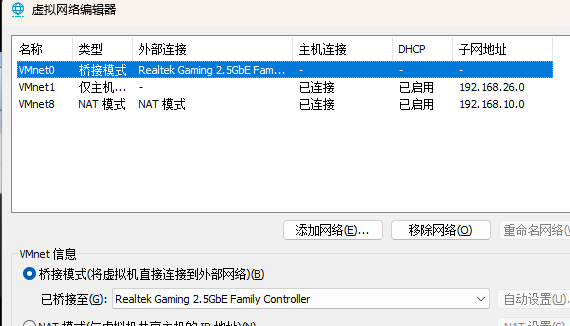 虚拟网络编辑器
名称 类型 外部连接 主机连接 DHCP 子网地址
VMnet0 桥接模式 Realtek Gaming 2.5GbE Fam... - - -
VMnet1 仅主机... - 已连接 已启用 192.168.26.0
VMnet8 NAT 模式 NAT 模式 已连接 已启用 192.168.10.0
添加网络(E)... 移除网络(O) 重命名网络(
VMnet 信息
桥接模式(将虚拟机直接连接到外部网络)(B)
已桥接至(G): Realtek Gaming 2.5GbE Family Controller 自动设置(
NAT 模式(与虚拟机共享主机的 IP 地址)(N) NAT 设置(